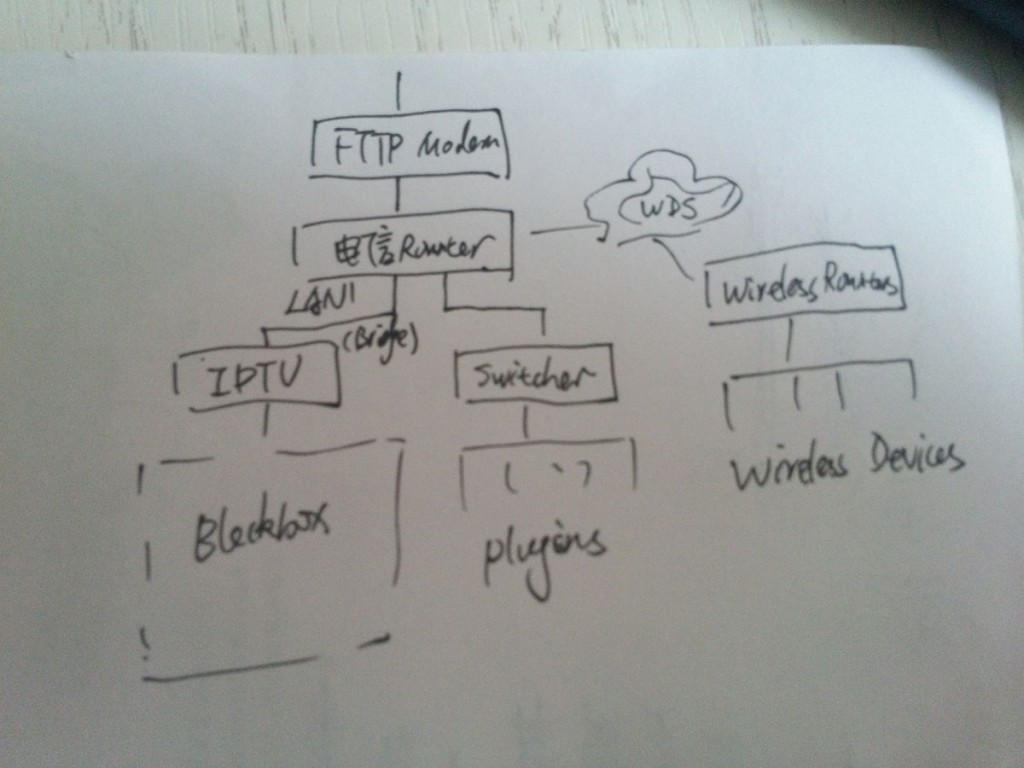 FTTP Modem
电信 Router
WDS
LAN1
(Bridge)
Wireless Routers
IPTV
Switcher
Blackbox
plugins
Wireless Devices